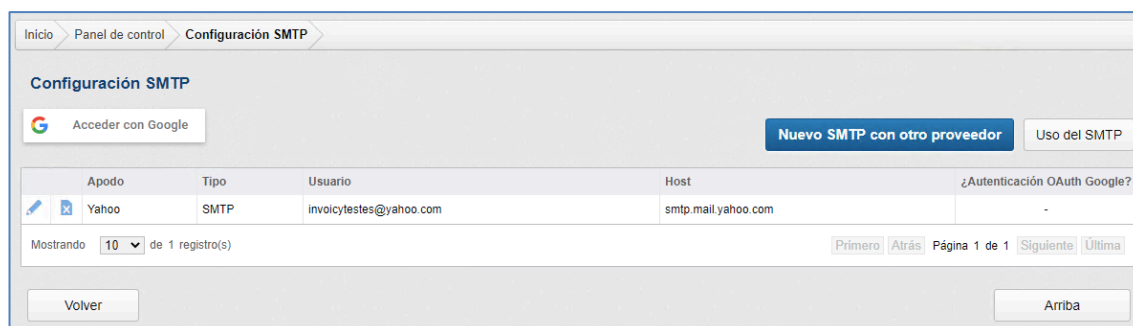 Inicio Panel de control Configuración SMTP
Configuración SMTP
Acceder con Google
Nuevo SMTP con otro proveedor Uso del SMTP
Apodo Tipo Usuario Host ¿Autenticación OAuth Google?
Yahoo SMTP invoicytestes@yahoo.com smtp.mail.yahoo.com -
Mostrando 10 de 1 registro(s) Primero Atrás Página 1 de 1 Siguiente Última
Volver Arriba